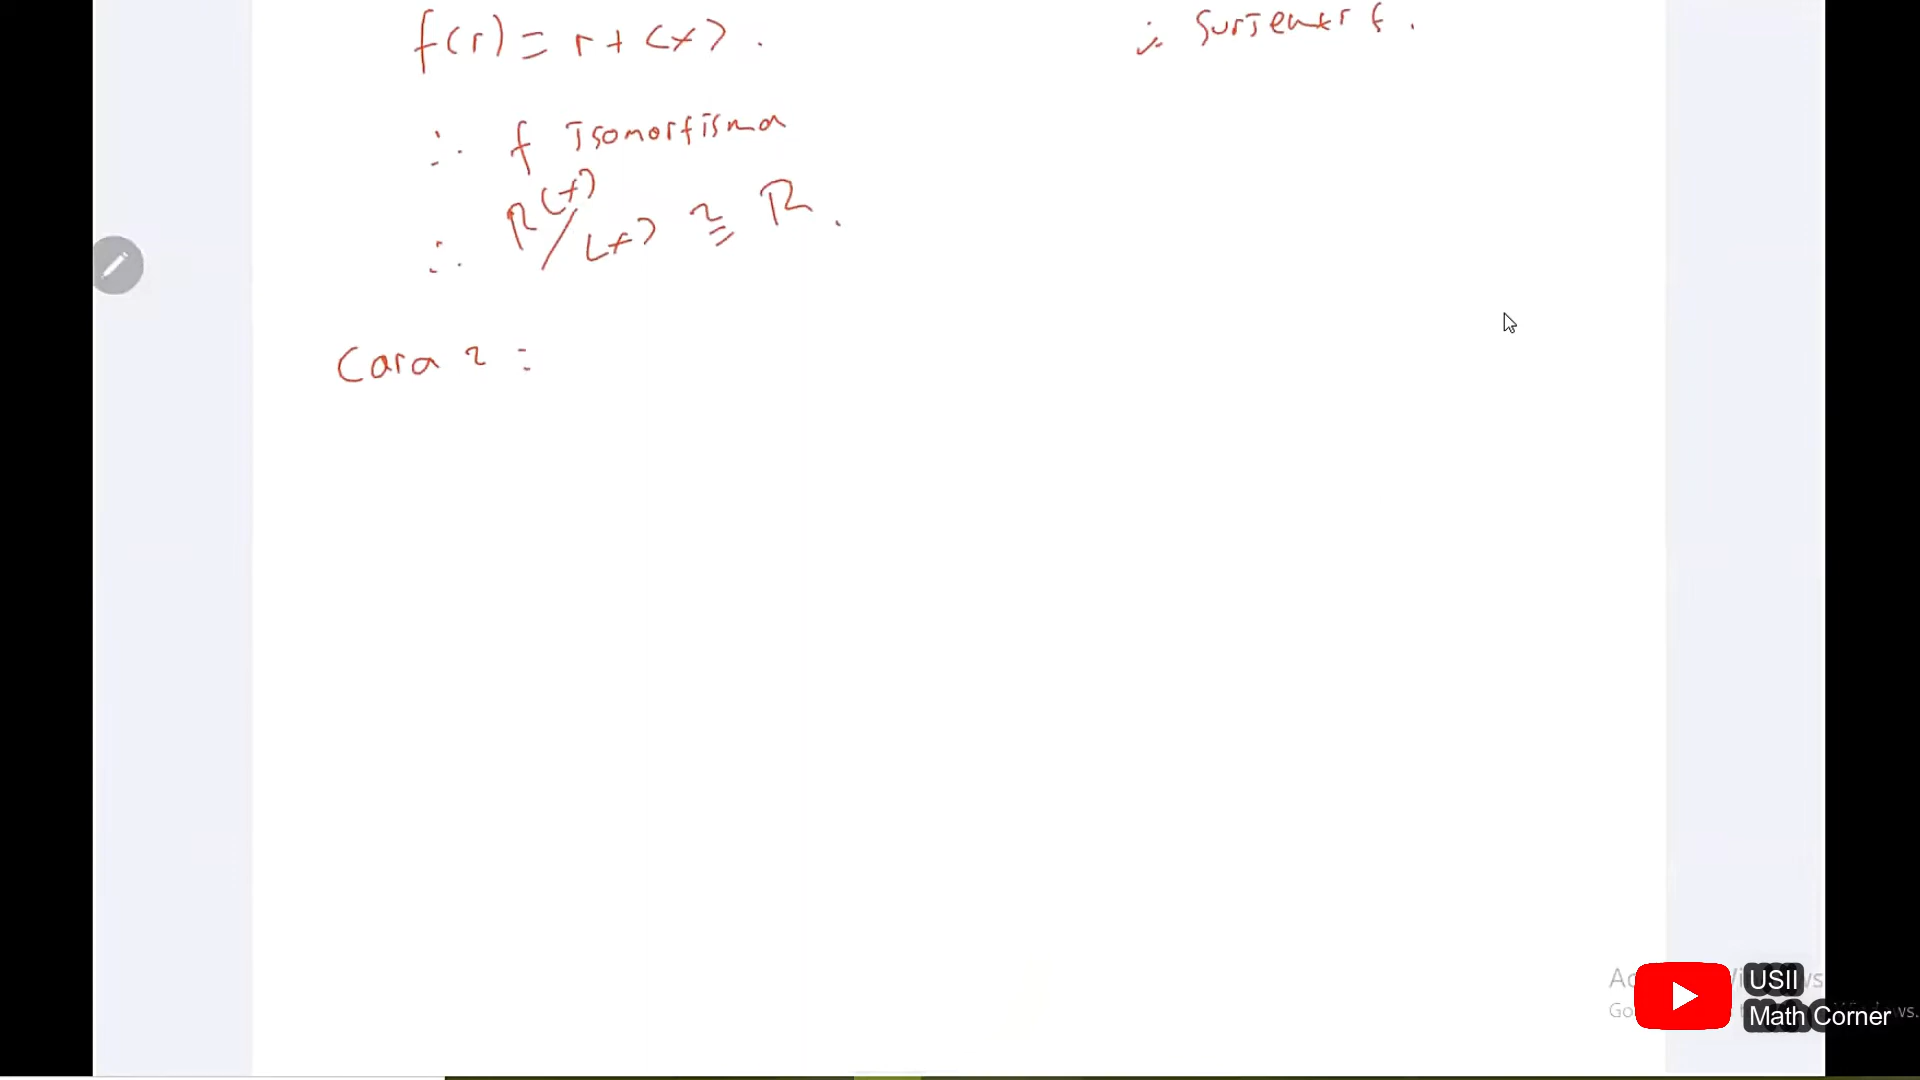 f(r) = r + <x> .
∴ Surjektif f .
∴ f isomorfisma
∴ R[x]/<x> ≅ R .
Cara 2 :
USII
Math Corner